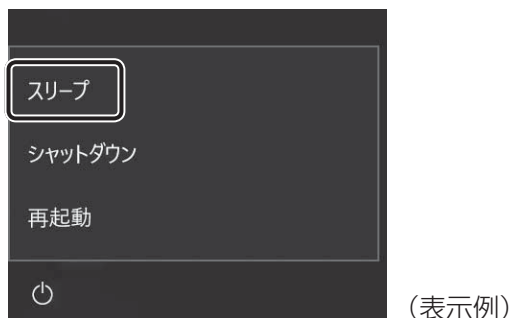 スリープ
シャットダウン
再起動
（表示例）